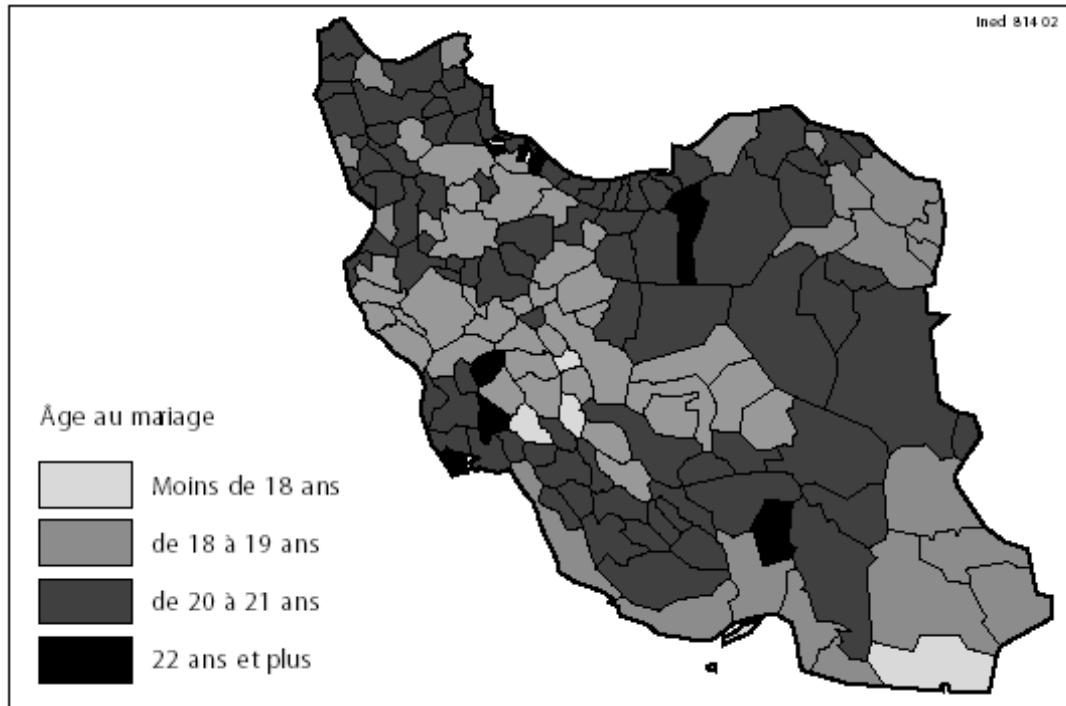 Ined 814 02
Âge au mariage
Moins de 18 ans
de 18 à 19 ans
de 20 à 21 ans
22 ans et plus